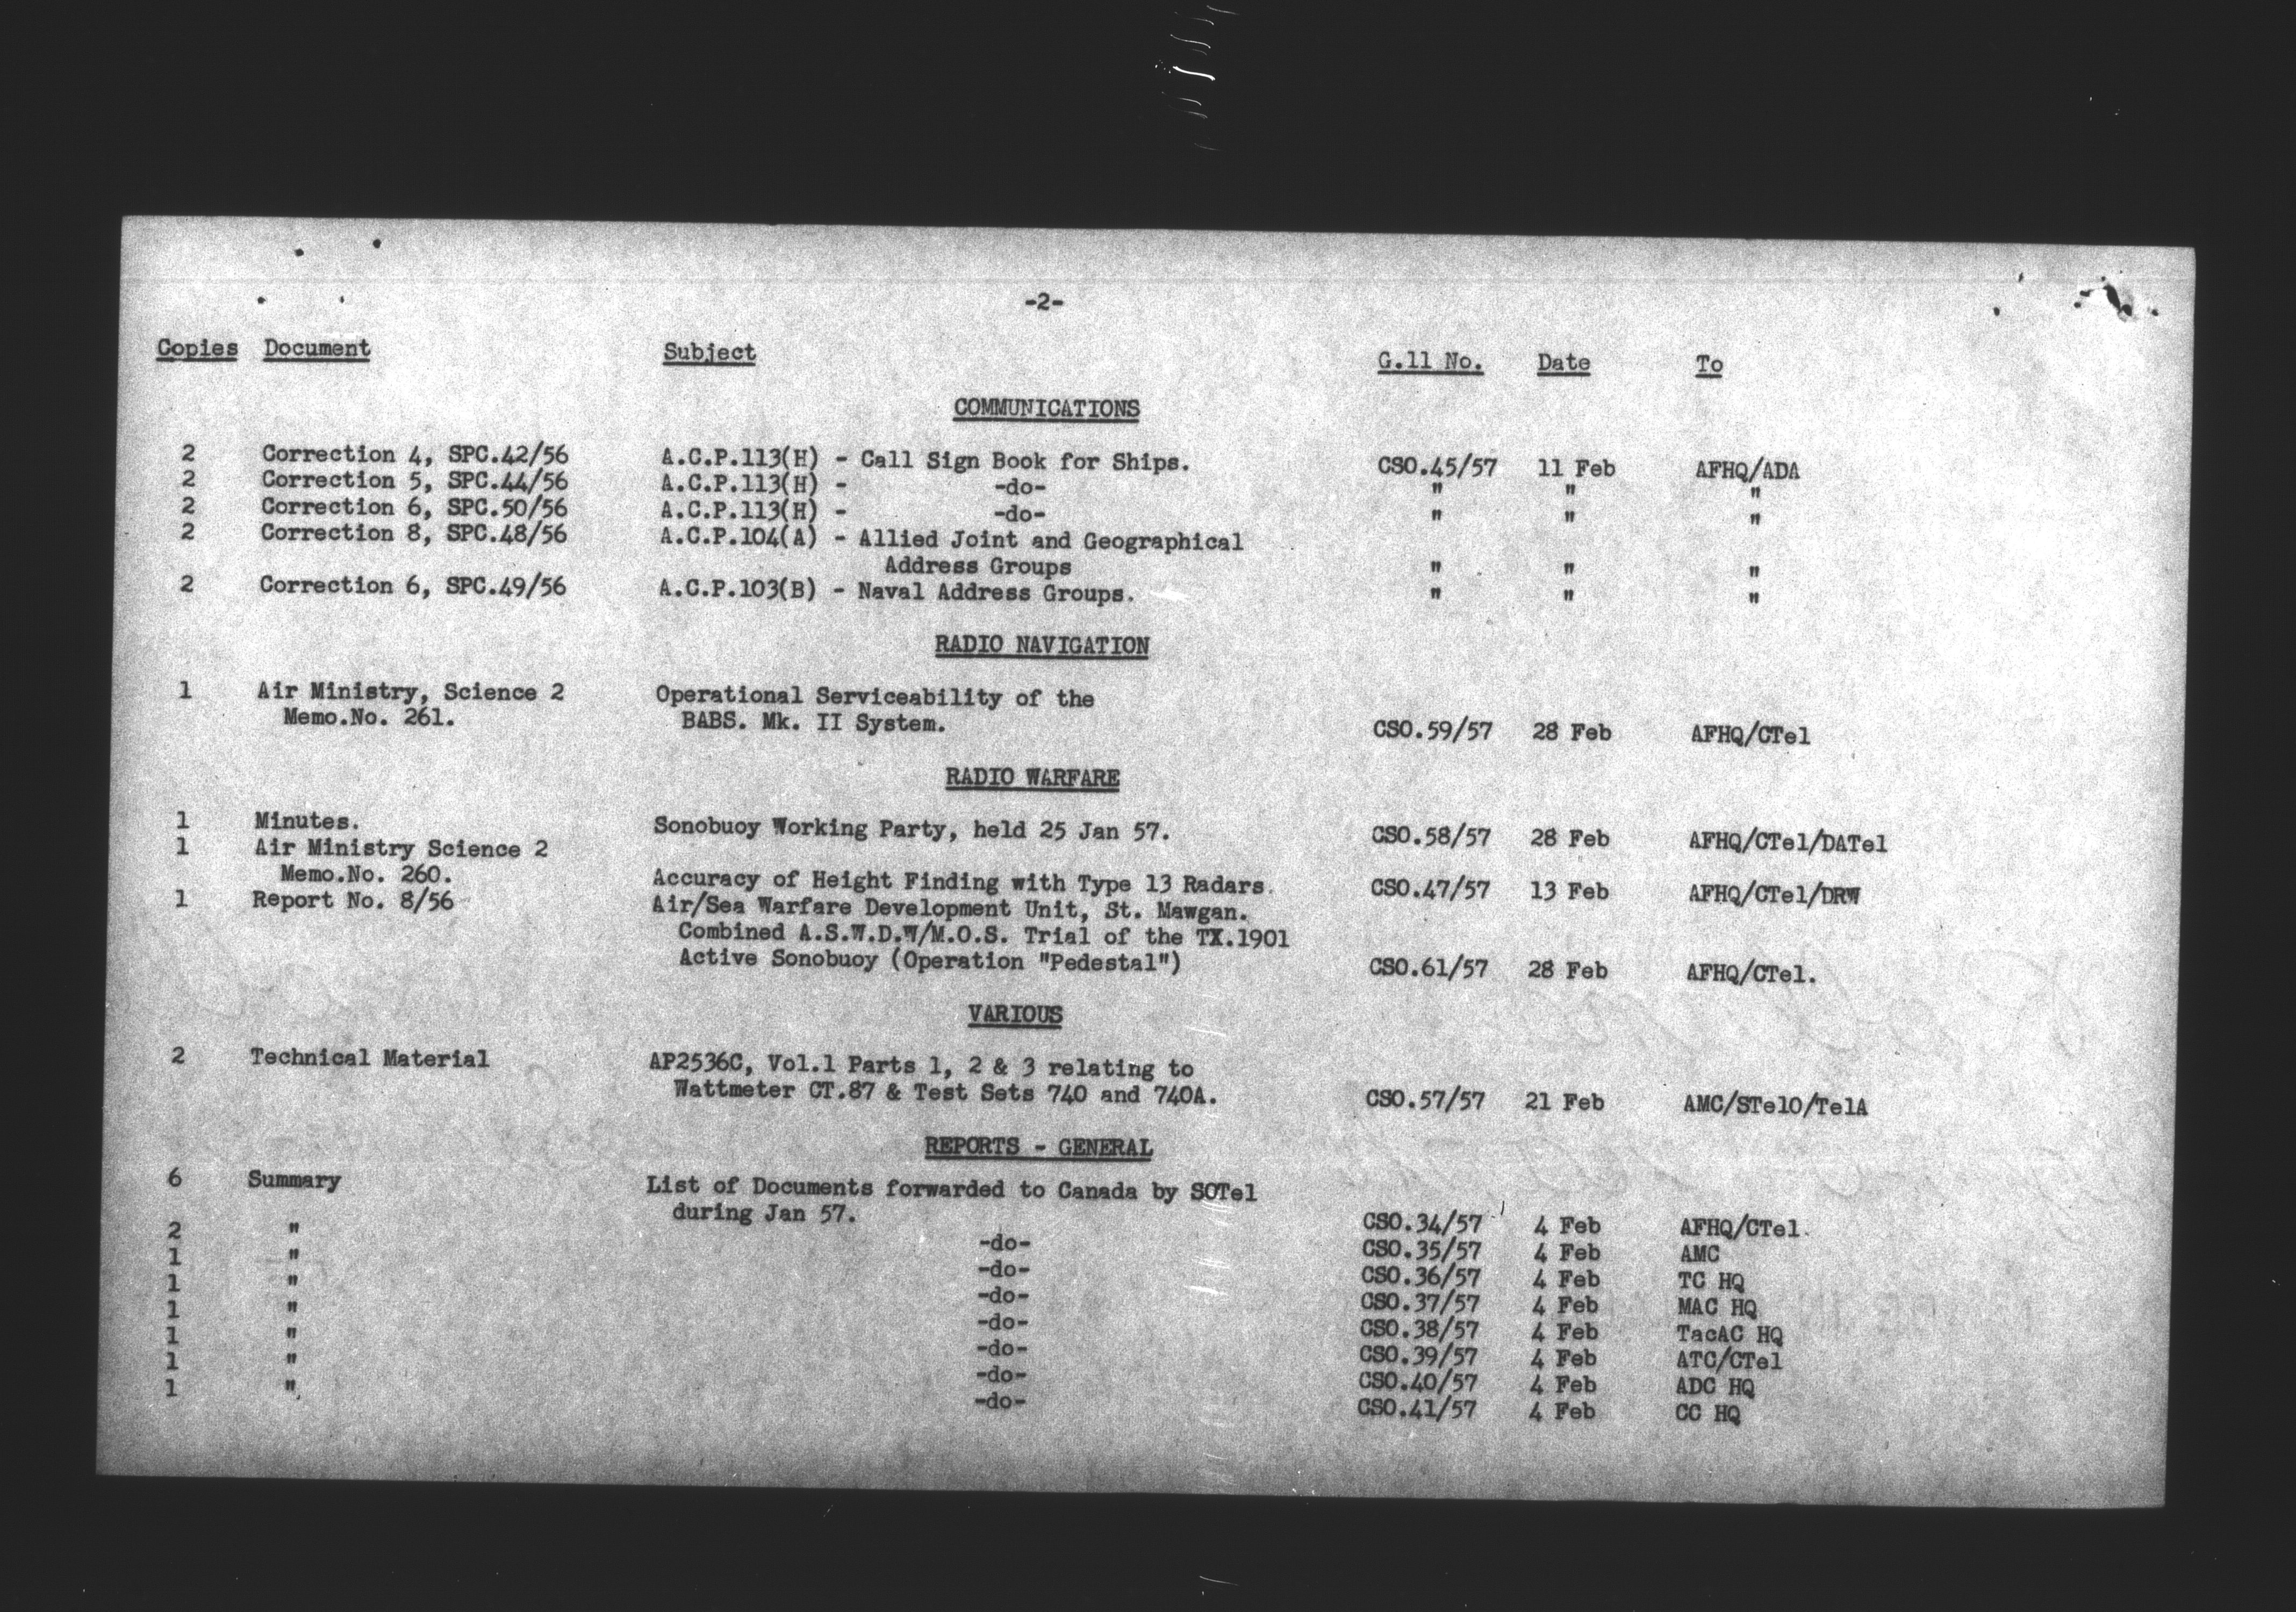 -2-
Copies Document Subject G.11 No. Date To
COMMUNICATIONS
2 Correction 4, SPC.42/56 A.C.P.113(H) - Call Sign Book for Ships. CSO.45/57 11 Feb AFHQ/ADA
2 Correction 5, SPC.44/56 A.C.P.113(H) - -do- " " "
2 Correction 6, SPC.50/56 A.C.P.113(H) - -do- " " "
2 Correction 8, SPC.48/56 A.C.P.104(A) - Allied Joint and Geographical
Address Groups " " "
2 Correction 6, SPC.49/56 A.C.P.103(B) - Naval Address Groups. " " "
RADIO NAVIGATION
1 Air Ministry, Science 2 Operational Serviceability of the
Memo.No. 261. BABS. Mk. II System. CSO.59/57 28 Feb AFHQ/CTel
RADIO WARFARE
1 Minutes. Sonobuoy Working Party, held 25 Jan 57. CSO.58/57 28 Feb AFHQ/CTel/DATel
1 Air Ministry Science 2
Memo.No. 260. Accuracy of Height Finding with Type 13 Radars. CSO.47/57 13 Feb AFHQ/CTel/DRW
1 Report No. 8/56 Air/Sea Warfare Development Unit, St. Mawgan.
Combined A.S.W.D.W/M.O.S. Trial of the TX.1901
Active Sonobuoy (Operation "Pedestal") CSO.61/57 28 Feb AFHQ/CTel.
VARIOUS
2 Technical Material AP2536C, Vol.1 Parts 1, 2 & 3 relating to
Wattmeter CT.87 & Test Sets 740 and 740A. CSO.57/57 21 Feb AMC/STelO/TelA
REPORTS - GENERAL
6 Summary List of Documents forwarded to Canada by SOTel
during Jan 57. CSO.34/57 4 Feb AFHQ/CTel.
2 " -do- CSO.35/57 4 Feb AMC
1 " -do- CSO.36/57 4 Feb TC HQ
1 " -do- CSO.37/57 4 Feb MAC HQ
1 " -do- CSO.38/57 4 Feb TacAC HQ
1 " -do- CSO.39/57 4 Feb ATC/CTel
1 " -do- CSO.40/57 4 Feb ADC HQ
1 " -do- CSO.41/57 4 Feb CC HQ